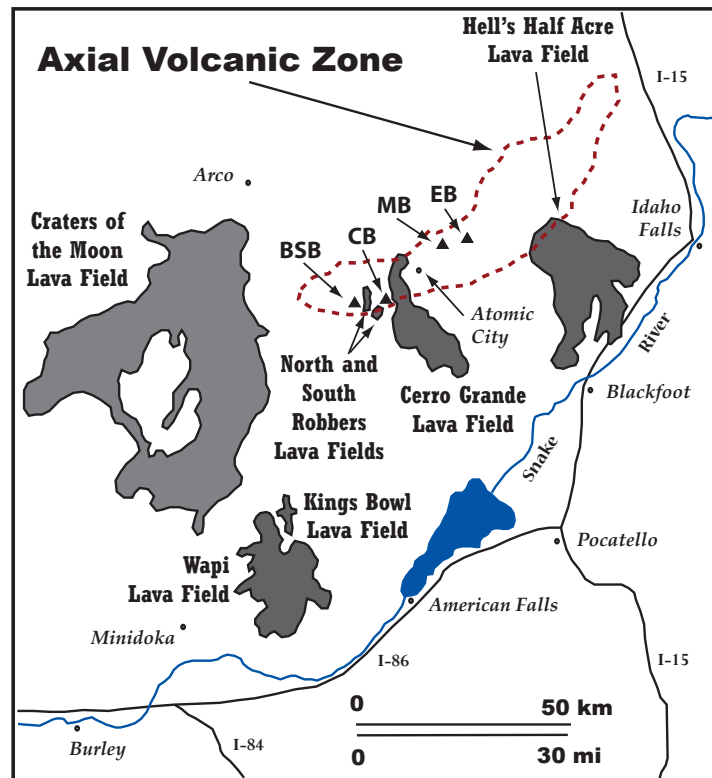 Hell's Half Acre
Lava Field
Axial Volcanic Zone
I-15
Arco
EB
MB
Idaho
Falls
Craters of
the Moon
Lava Field
CB
BSB
Atomic
City
North and
South
Robbers
Lava Fields
Cerro Grande
Lava Field
River
Blackfoot
Snake
Kings Bowl
Lava Field
Pocatello
Wapi
Lava Field
American Falls
Minidoka
I-86
I-15
0
50 km
Burley
I-84
0
30 mi